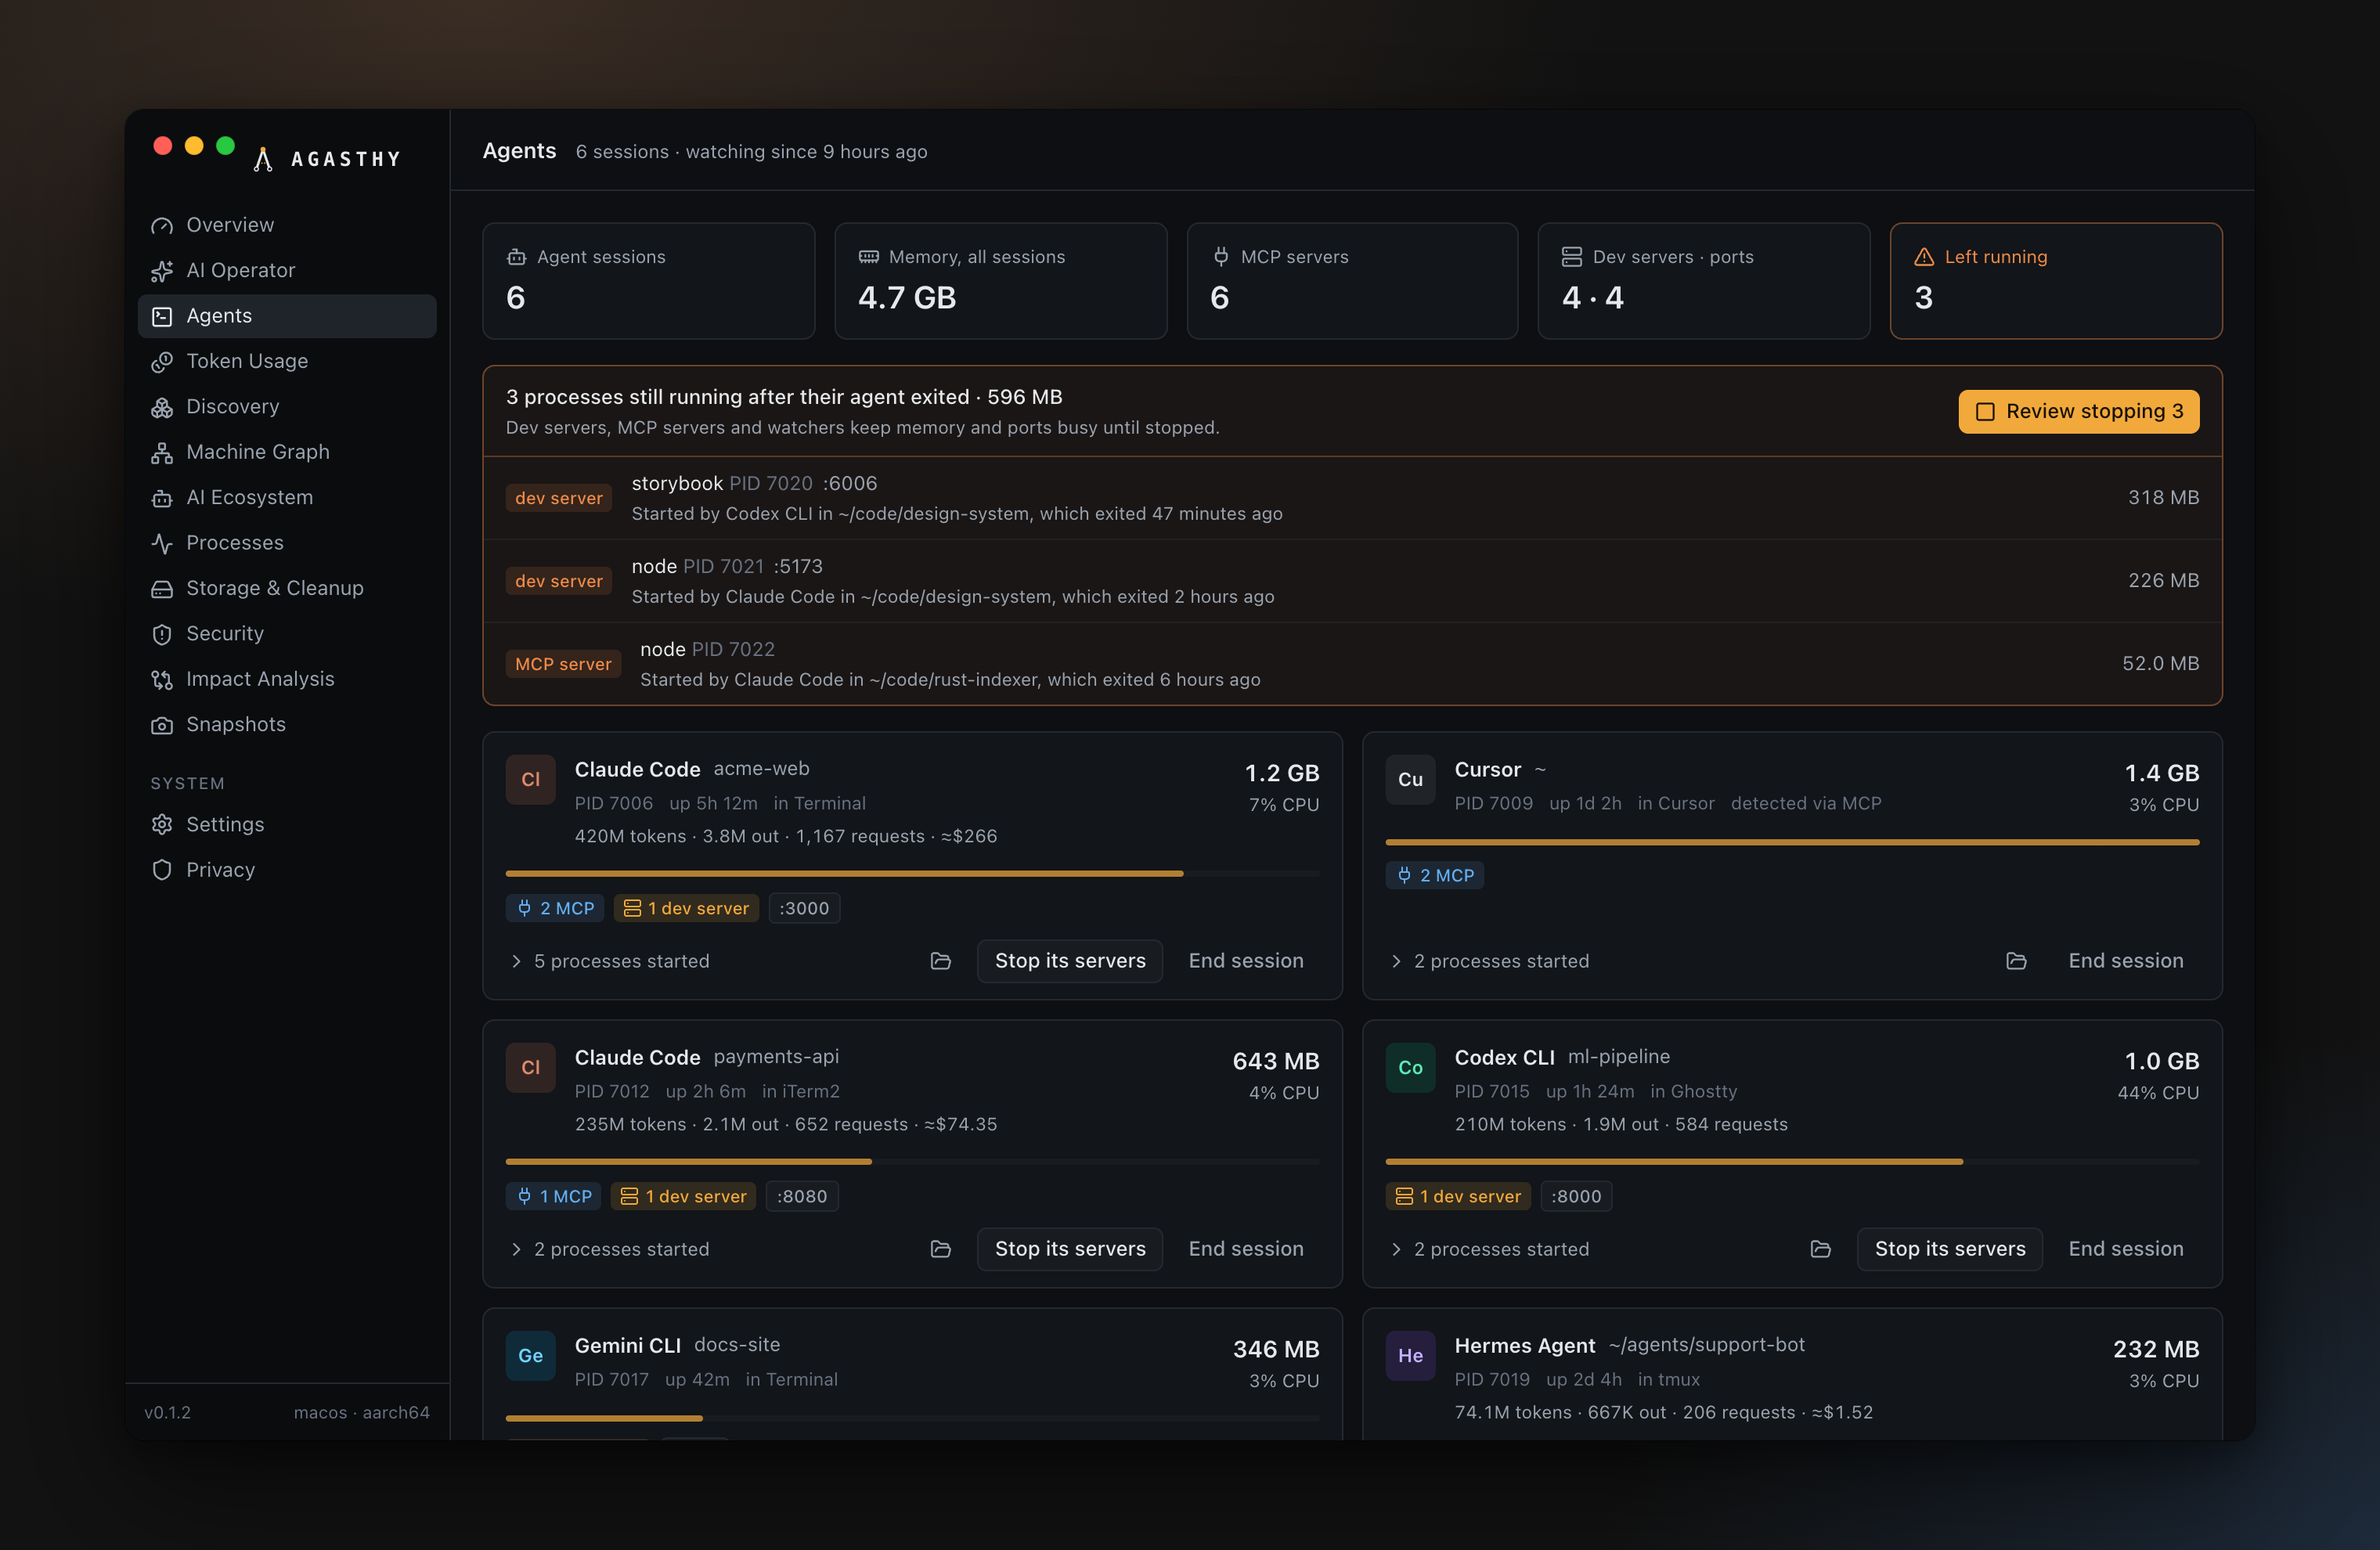 AGASTHY
Overview
AI Operator
Agents
Token Usage
Discovery
Machine Graph
AI Ecosystem
Processes
Storage & Cleanup
Security
Impact Analysis
Snapshots
SYSTEM
Settings
Privacy
v0.1.2 macos · aarch64
Agents 6 sessions · watching since 9 hours ago
Agent sessions
6
Memory, all sessions
4.7 GB
MCP servers
6
Dev servers · ports
4 · 4
Left running
3
3 processes still running after their agent exited · 596 MB
Dev servers, MCP servers and watchers keep memory and ports busy until stopped.
Review stopping 3
dev server
storybook PID 7020 :6006
Started by Codex CLI in ~/code/design-system, which exited 47 minutes ago
318 MB
dev server
node PID 7021 :5173
Started by Claude Code in ~/code/design-system, which exited 2 hours ago
226 MB
MCP server
node PID 7022
Started by Claude Code in ~/code/rust-indexer, which exited 6 hours ago
52.0 MB
Cl
Claude Code acme-web
1.2 GB
PID 7006 up 5h 12m in Terminal
7% CPU
420M tokens · 3.8M out · 1,167 requests · ≈$266
2 MCP 1 dev server :3000
5 processes started Stop its servers End session
Cu
Cursor ~
1.4 GB
PID 7009 up 1d 2h in Cursor detected via MCP
3% CPU
2 MCP
2 processes started End session
Cl
Claude Code payments-api
643 MB
PID 7012 up 2h 6m in iTerm2
4% CPU
235M tokens · 2.1M out · 652 requests · ≈$74.35
1 MCP 1 dev server :8080
2 processes started Stop its servers End session
Co
Codex CLI ml-pipeline
1.0 GB
PID 7015 up 1h 24m in Ghostty
44% CPU
210M tokens · 1.9M out · 584 requests
1 dev server :8000
2 processes started Stop its servers End session
Ge
Gemini CLI docs-site
346 MB
PID 7017 up 42m in Terminal
3% CPU
He
Hermes Agent ~/agents/support-bot
232 MB
PID 7019 up 2d 4h in tmux
3% CPU
74.1M tokens · 667K out · 206 requests · ≈$1.52